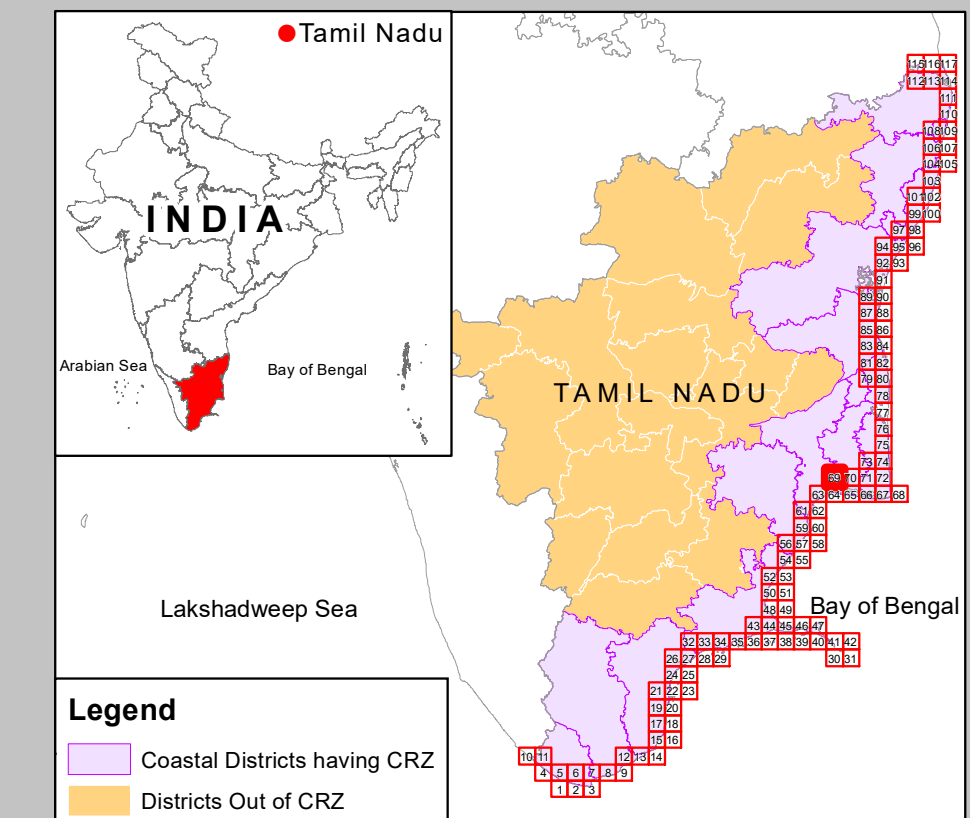 Tamil Nadu
INDIA
Arabian Sea
Bay of Bengal
115 116 117
112 113 114
111
110
108 109
106 107
104 105
103
101 102
99 100
97 98
94 95 96
92 93
91
89 90
87 88
85 86
83 84
81 82
79 80
78
77
76
75
73 74
69 70 71 72
63 64 65 66 67 68
61 62
59 60
56 57 58
54 55
52 53
50 51
48 49
43 44 45 46 47
32 33 34 35 36 37 38 39 40 41 42
26 27 28 29 30 31
24 25
21 22 23
19 20
17 18
15 16
10 11 12 13 14
4 5 6 7 8 9
1 2 3
TAMIL NADU
Lakshadweep Sea
Bay of Bengal
Legend
Coastal Districts having CRZ
Districts Out of CRZ